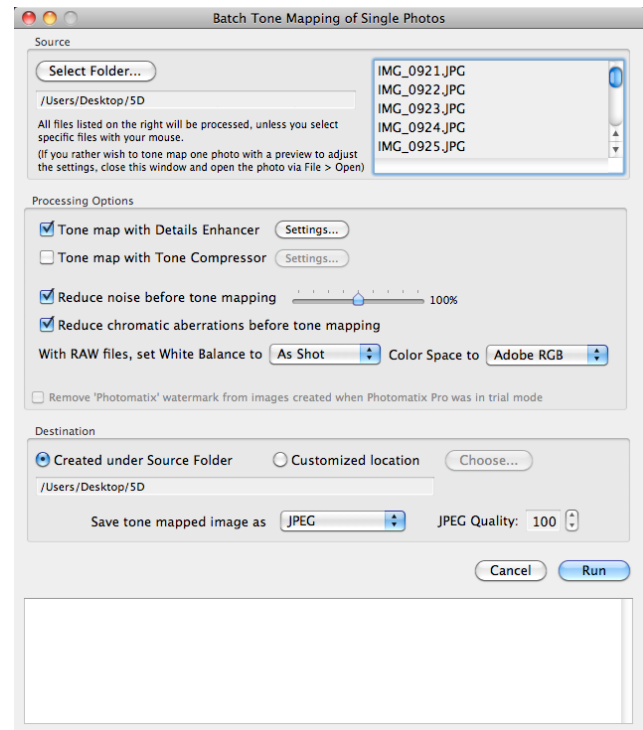 Batch Tone Mapping of Single Photos
Source
Select Folder...
/Users/Desktop/5D
All files listed on the right will be processed, unless you select
specific files with your mouse.
(If you rather wish to tone map one photo with a preview to adjust
the settings, close this window and open the photo via File > Open)
IMG_0921.JPG
IMG_0922.JPG
IMG_0923.JPG
IMG_0924.JPG
IMG_0925.JPG
Processing Options
Tone map with Details Enhancer Settings...
Tone map with Tone Compressor Settings...
Reduce noise before tone mapping 100%
Reduce chromatic aberrations before tone mapping
With RAW files, set White Balance to As Shot Color Space to Adobe RGB
Remove 'Photomatix' watermark from images created when Photomatix Pro was in trial mode
Destination
Created under Source Folder Customized location Choose...
/Users/Desktop/5D
Save tone mapped image as JPEG JPEG Quality: 100
Cancel Run